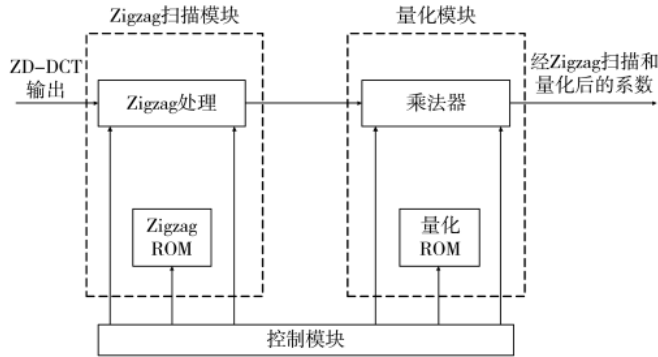 Zigzag扫描模块
量化模块
ZD-DCT
输出
Zigzag处理
乘法器
经Zigzag扫描和
量化后的系数
Zigzag
ROM
量化
ROM
控制模块